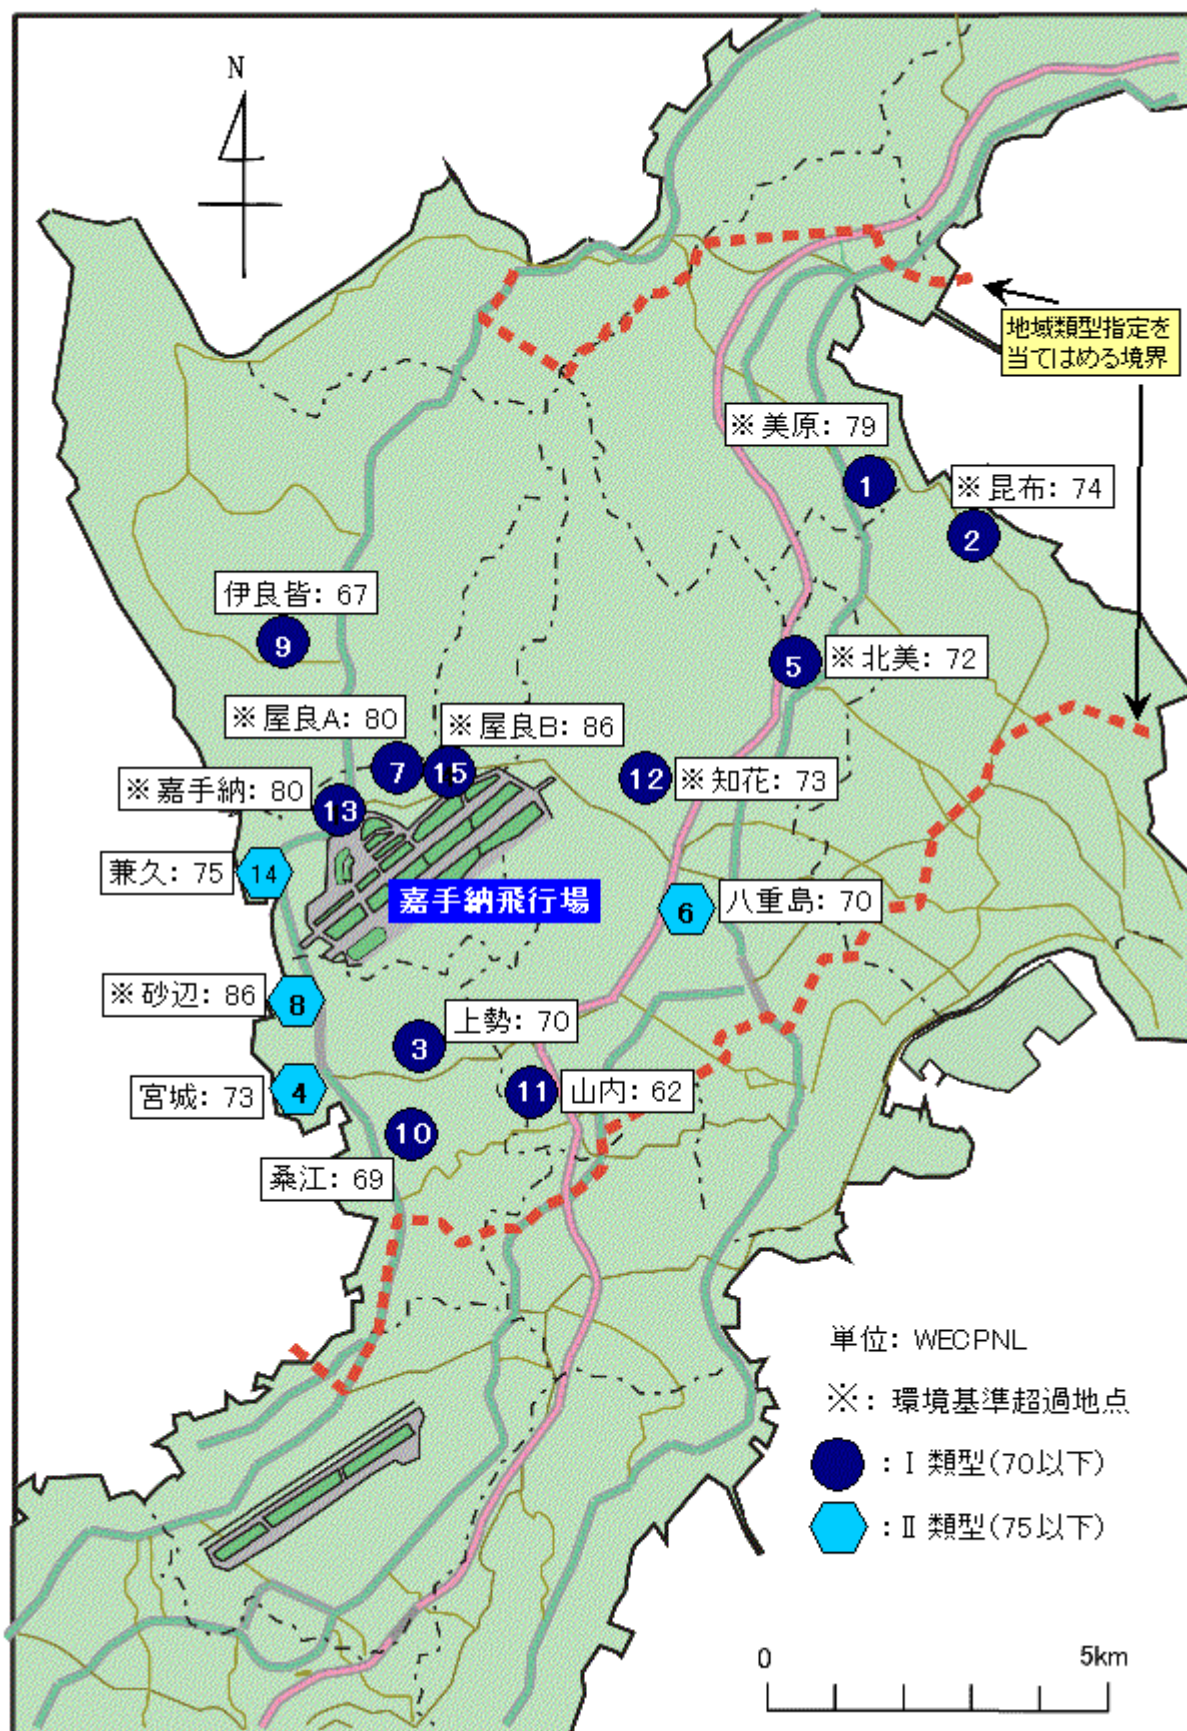 N
地域類型指定を
当てはめる境界
※ 美原: 79
1
※ 昆布: 74
2
伊良皆: 67
9
※ 北美: 72
5
※ 屋良A: 80
※ 屋良B: 86
7
15
12
※ 知花: 73
※ 嘉手納: 80
13
兼久: 75
14
嘉手納飛行場
6
八重島: 70
※ 砂辺: 86
8
上勢: 70
3
宮城: 73
4
11
山内: 62
10
桑江: 69
単位: WECPNL
※: 環境基準超過地点
: Ⅰ 類型(70以下)
: Ⅱ 類型(75以下)
0
5km